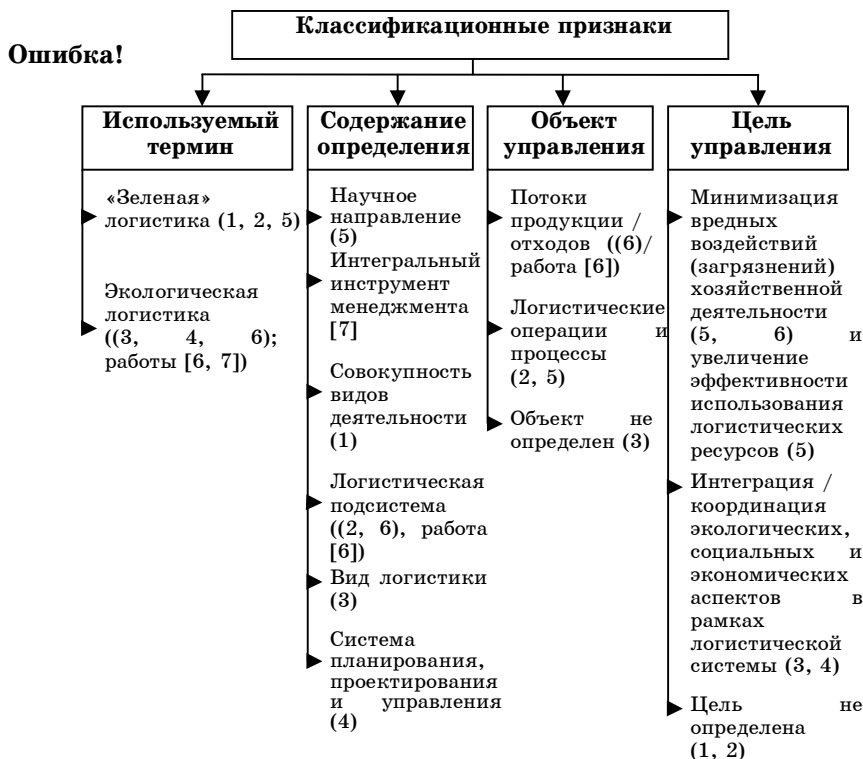 Классификационные признаки
Ошибка!
Используемый
термин
«Зеленая»
логистика (1, 2, 5)
Экологическая
логистика
((3, 4, 6);
работы [6, 7])
Содержание
определения
Научное
направление
(5)
Интегральный
инструмент
менеджмента
[7]
Совокупность
видов
деятельности
(1)
Логистическая
подсистема
((2, 6), работа
[6])
Вид логистики
(3)
Система
планирования,
проектирования
и управления
(4)
Объект
управления
Потоки
продукции /
отходов ((6)/
работа [6])
Логистические
операции и
процессы
(2, 5)
Объект не
определен (3)
Цель
управления
Минимизация
вредных
воздействий
(загрязнений)
хозяйственной
деятельности
(5, 6) и
увеличение
эффективности
использования
логистических
ресурсов (5)
Интеграция /
координация
экологических,
социальных и
экономических
аспектов в
рамках
логистической
системы (3, 4)
Цель не
определена
(1, 2)